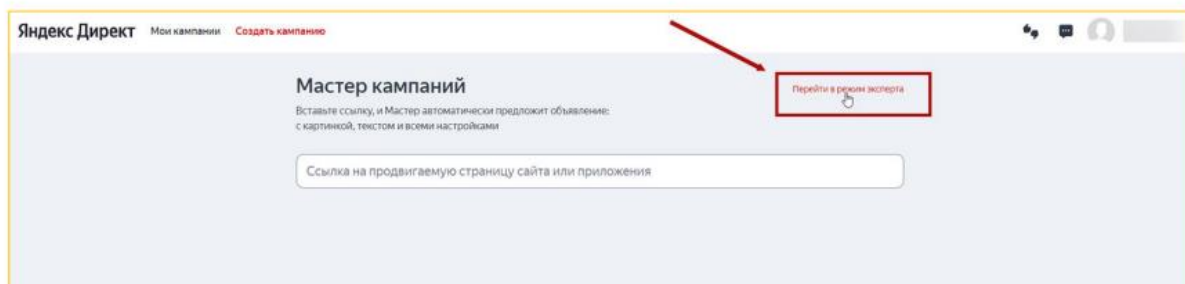 Яндекс Директ Мои кампании Создать кампанию
Мастер кампаний
Перейти в режим эксперта
Вставьте ссылку, и Мастер автоматически предложит объявление:
с картинкой, текстом и всеми настройками
Ссылка на продвигаемую страницу сайта или приложения